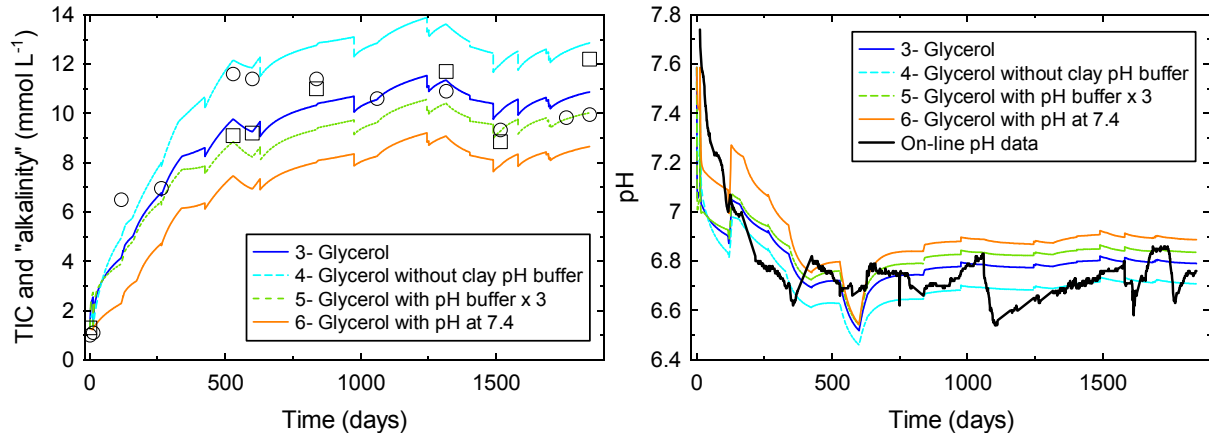 TIC and "alkalinity" (mmol L-1)
14
12
10
8
6
4
2
0
0
500
1000
1500
Time (days)
3- Glycerol
4- Glycerol without clay pH buffer
5- Glycerol with pH buffer x 3
6- Glycerol with pH at 7.4
pH
7.8
7.6
7.4
7.2
7
6.8
6.6
6.4
0
500
1000
1500
Time (days)
3- Glycerol
4- Glycerol without clay pH buffer
5- Glycerol with pH buffer x 3
6- Glycerol with pH at 7.4
On-line pH data